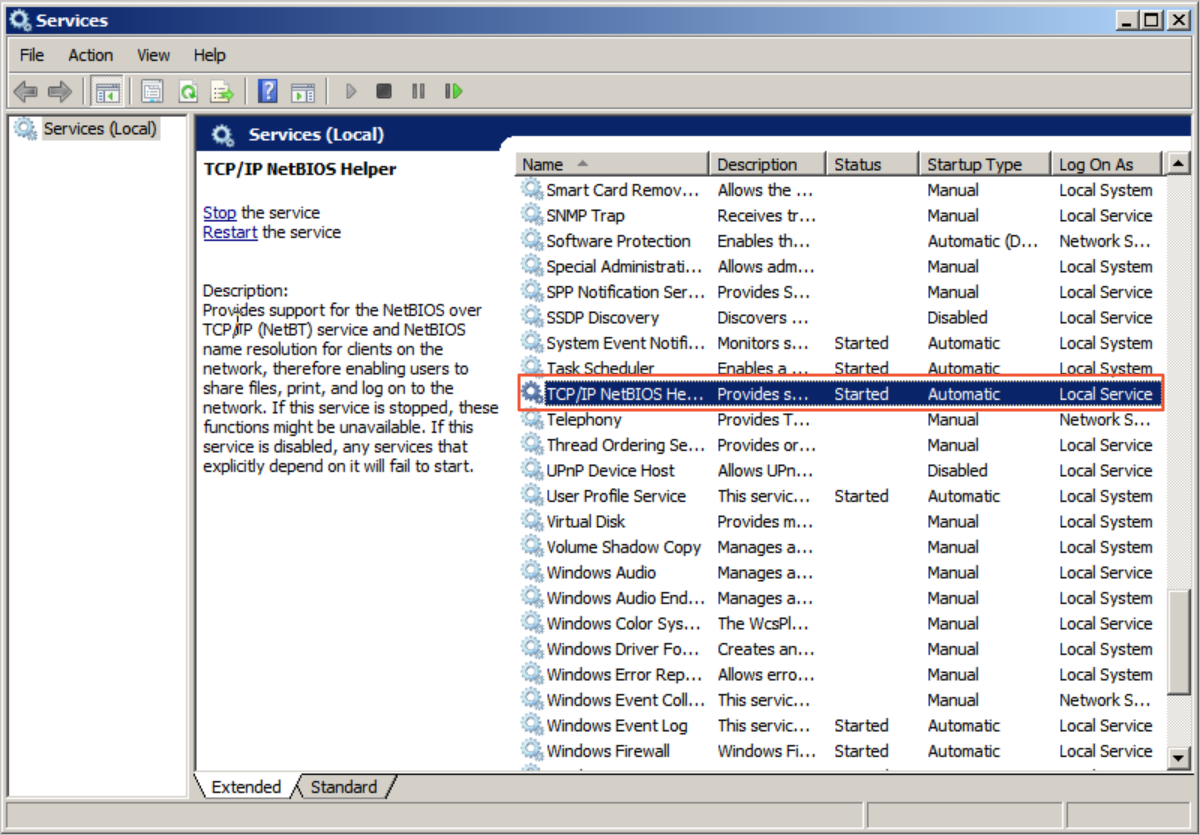 Services
File Action View Help
Services (Local)
Services (Local)
TCP/IP NetBIOS Helper
Stop the service
Restart the service
Description:
Provides support for the NetBIOS over
TCP/IP (NetBT) service and NetBIOS
name resolution for clients on the
network, therefore enabling users to
share files, print, and log on to the
network. If this service is stopped, these
functions might be unavailable. If this
service is disabled, any services that
explicitly depend on it will fail to start.
Name Description Status Startup Type Log On As
Smart Card Remov... Allows the ... Manual Local System
SNMP Trap Receives tr... Manual Local Service
Software Protection Enables th... Automatic (D... Network S...
Special Administrati... Allows adm... Manual Local System
SPP Notification Ser... Provides S... Manual Local Service
SSDP Discovery Discovers ... Disabled Local Service
System Event Notifi... Monitors s... Started Automatic Local System
Task Scheduler Enables a ... Started Automatic Local System
TCP/IP NetBIOS He... Provides s... Started Automatic Local Service
Telephony Provides T... Manual Network S...
Thread Ordering Se... Provides or... Manual Local Service
UPnP Device Host Allows UPn... Disabled Local Service
User Profile Service This servic... Started Automatic Local System
Virtual Disk Provides m... Manual Local System
Volume Shadow Copy Manages a... Manual Local System
Windows Audio Manages a... Manual Local Service
Windows Audio End... Manages a... Manual Local System
Windows Color Sys... The WcsPl... Manual Local Service
Windows Driver Fo... Creates an... Manual Local System
Windows Error Rep... Allows erro... Manual Local System
Windows Event Coll... This servic... Manual Network S...
Windows Event Log This servic... Started Automatic Local Service
Windows Firewall Windows Fi... Started Automatic Local Service
Extended Standard